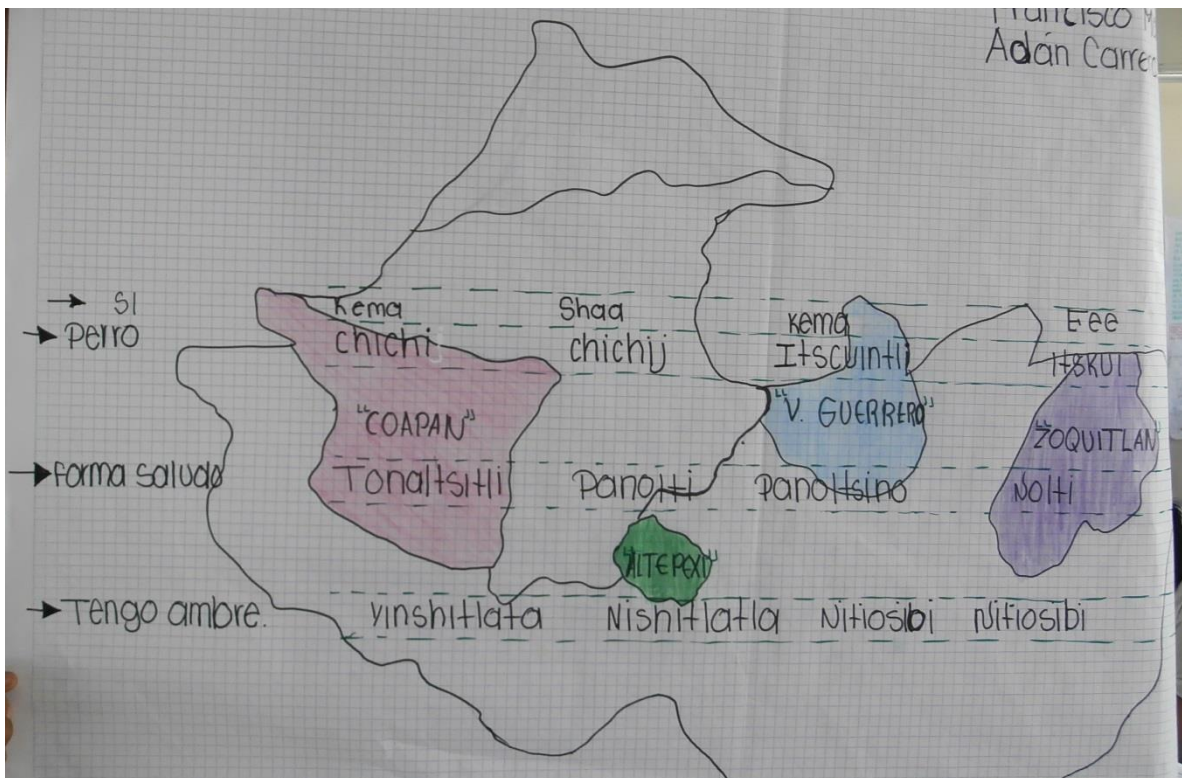 Francisco
Adán
SI Kema Shaa Kema Eee
Perro chichi chichij Itscuintli Itskui
"COAPAN" "V. GUERRERO" "ZOQUITLAN"
Forma saludo Tonaltsitli Panolti Panoltsino Nolti
"ALTEPEXI"
Tengo ambre. Yinshitlata Nishitlatla Nitiosibi Nitiosibi